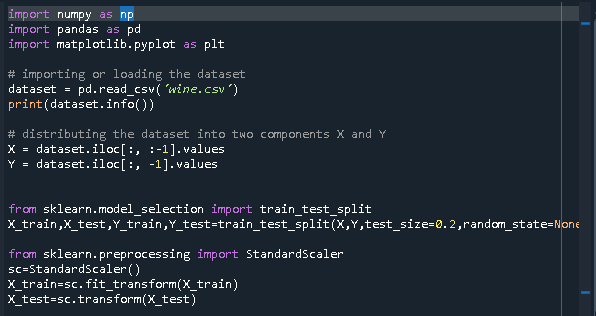 import numpy as np
import pandas as pd
import matplotlib.pyplot as plt
# importing or loading the dataset
dataset = pd.read_csv('wine.csv')
print(dataset.info())
# distributing the dataset into two components X and Y
X = dataset.iloc[:, :-1].values
Y = dataset.iloc[:, -1].values
from sklearn.model_selection import train_test_split
X_train,X_test,Y_train,Y_test=train_test_split(X,Y,test_size=0.2,random_state=None
from sklearn.preprocessing import StandardScaler
sc=StandardScaler()
X_train=sc.fit_transform(X_train)
X_test=sc.transform(X_test)